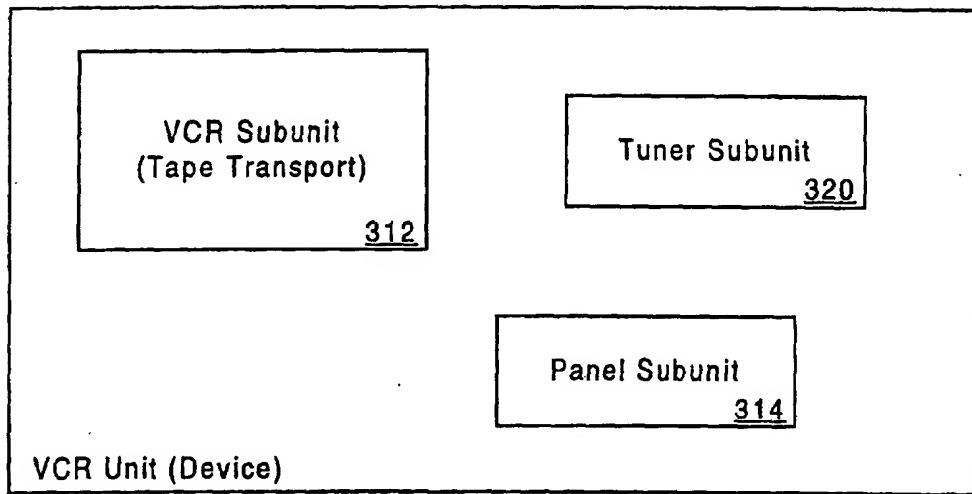 VCR Subunit
(Tape Transport)
312
Tuner Subunit
320
Panel Subunit
314
VCR Unit (Device)